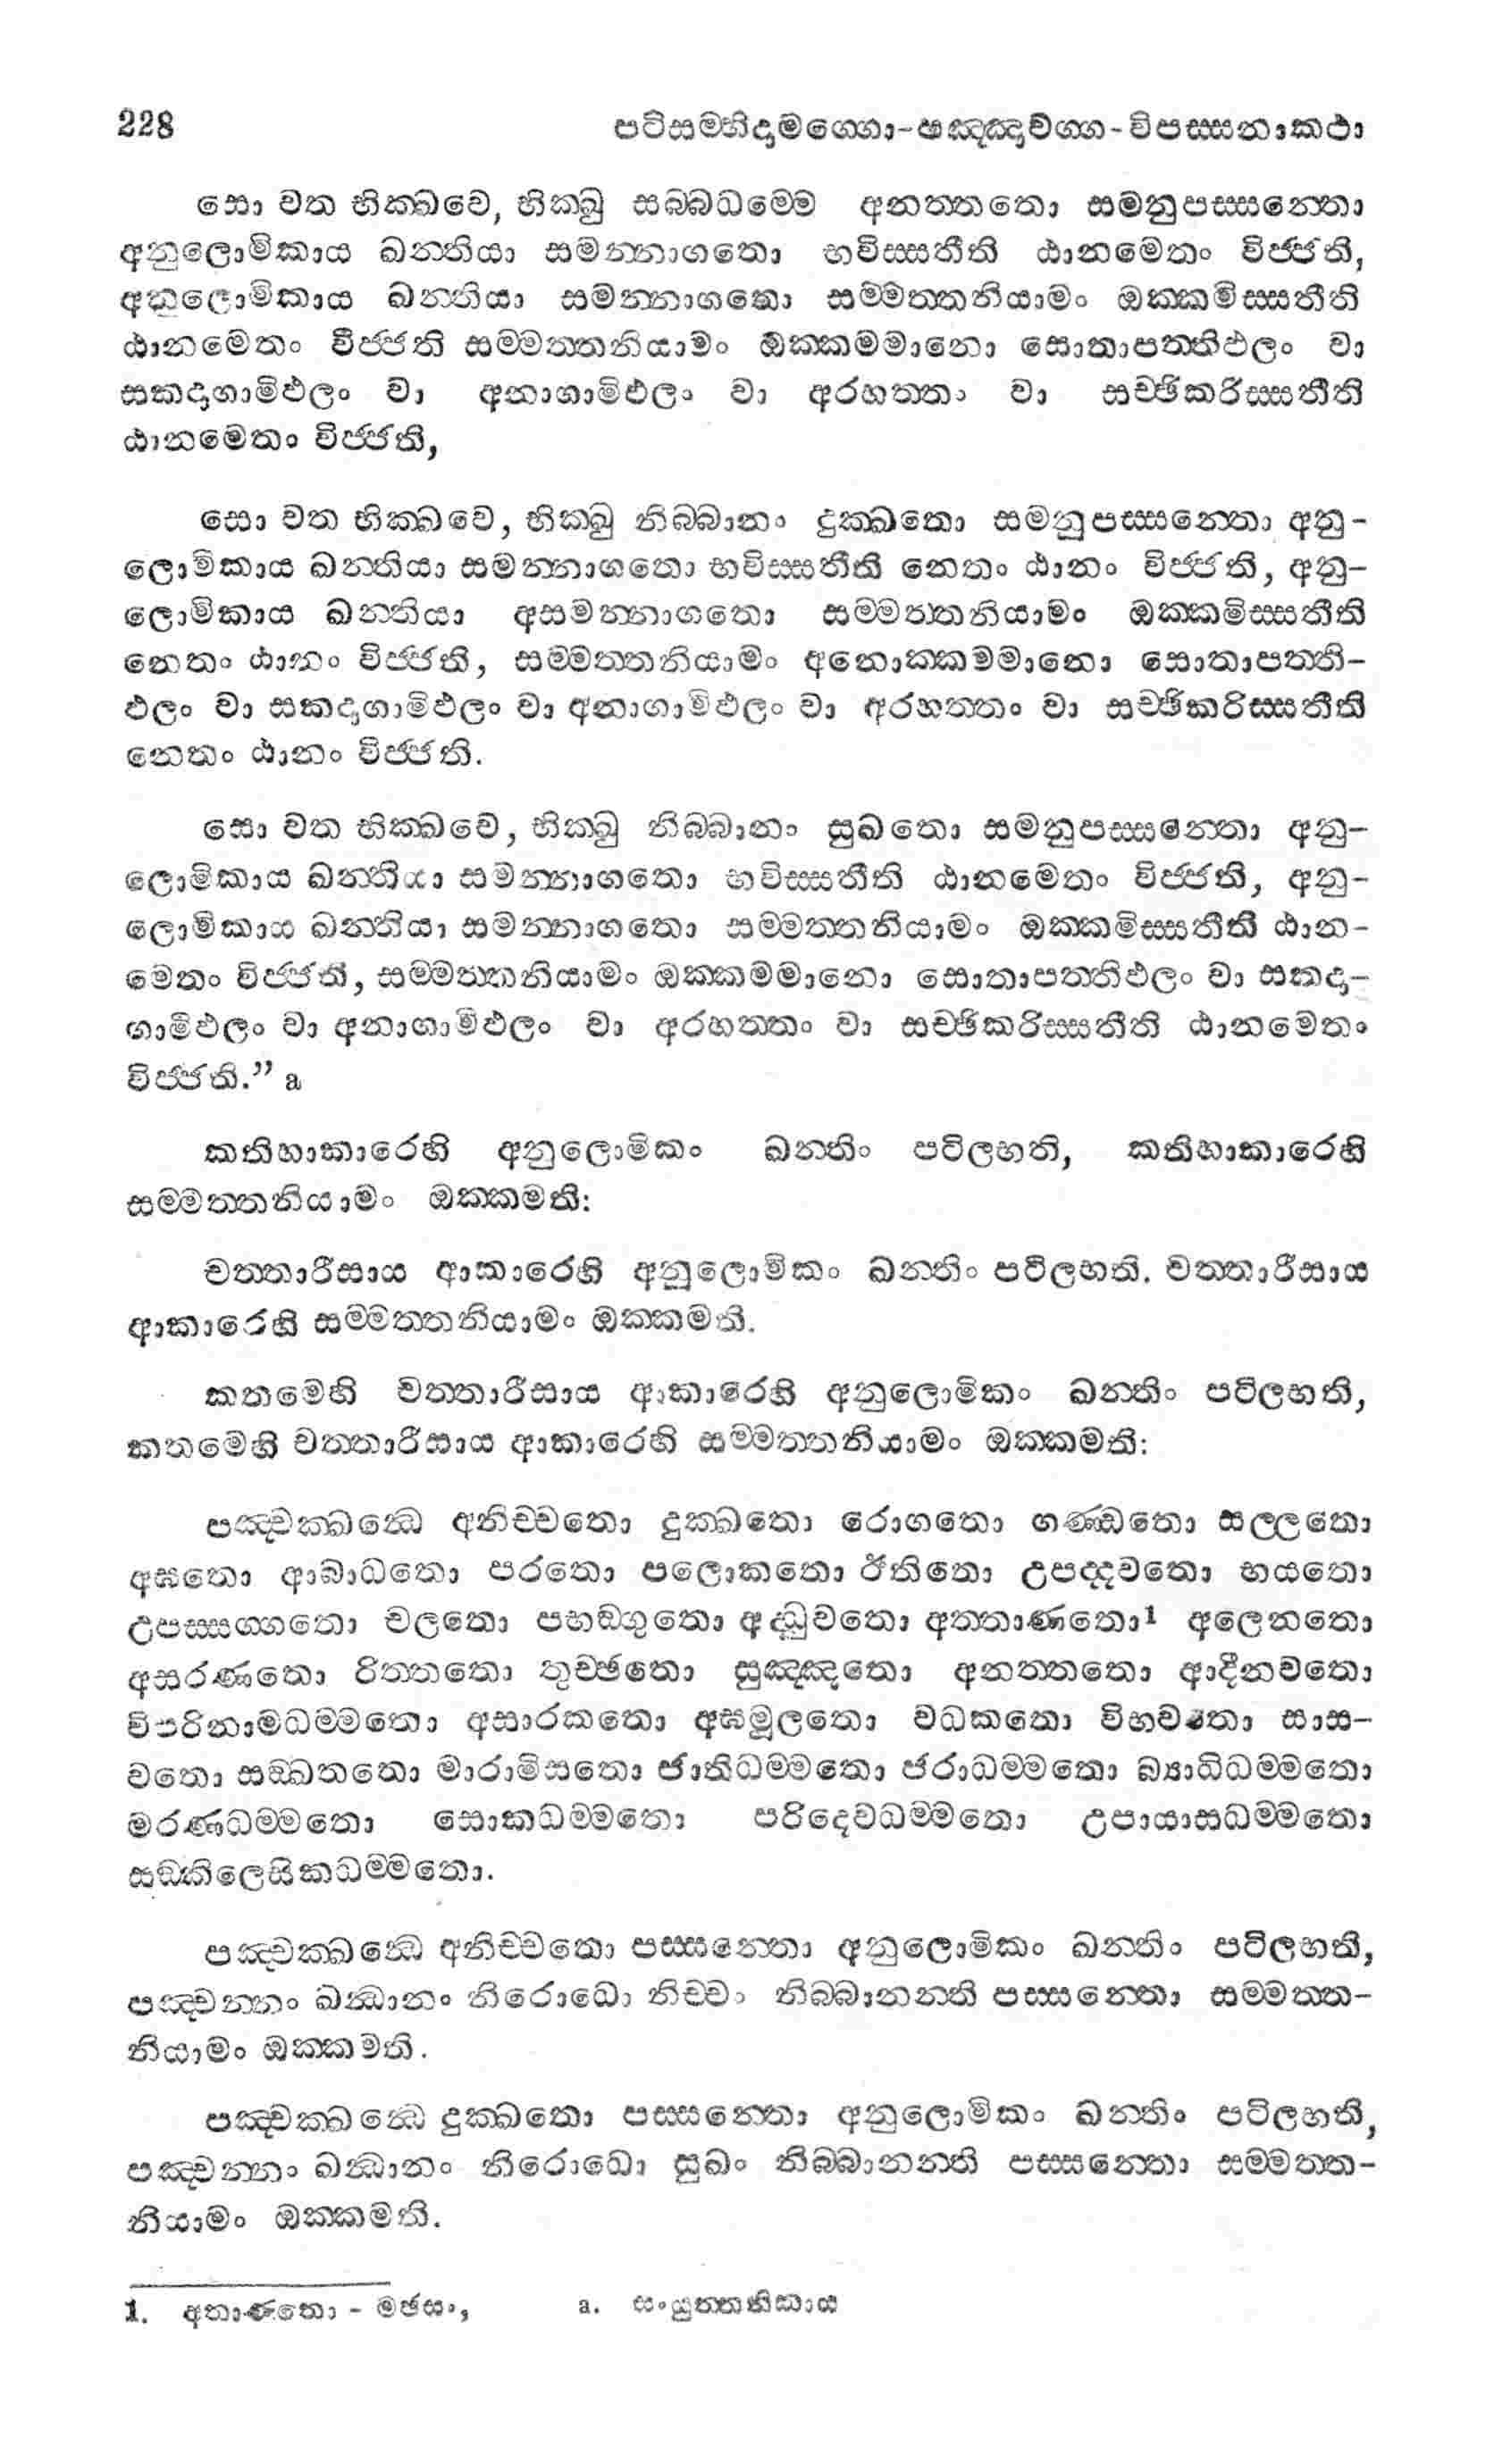 228 පටිසම්භිදාමග්ගො-පඤ්ඤාවග්ග-විපස්සනාකථා
සො වත භික්ඛවෙ, භික්ඛු සබ්බධම්මෙ අනත්තතො සමනුපස්සන්තො
අනුලොමිකාය ඛන්තියා සමන්නාගතො භවිස්සතීති ඨානමෙතං විජ්ජති,
අනුලොමිකාය ඛන්තියා සමන්නාගතො සම්මත්තනියාමං ඔක්කමිස්සතීති
ඨානමෙතං විජ්ජති සම්මත්තනියාමං ඔක්කමමානො සොතාපත්තිඵලං වා
සකදාගාමිඵලං වා අනාගාමිඵලං වා අරහත්තං වා සච්ඡිකරිස්සතීති
ඨානමෙතං විජ්ජති,
සො වත භික්ඛවෙ, භික්ඛු නිබ්බානං දුක්ඛතො සමනුපස්සන්තො අනු-
ලොමිකාය ඛන්තියා සමන්නාගතො භවිස්සතීති නෙතං ඨානං විජ්ජති, අනු-
ලොමිකාය ඛන්තියා අසමන්නාගතො සම්මත්තනියාමං ඔක්කමිස්සතීති
නෙතං ඨානං විජ්ජති, සම්මත්තනියාමං අනොක්කමමානො සොතාපත්ති-
ඵලං වා සකදාගාමිඵලං වා අනාගාමිඵලං වා අරහත්තං වා සච්ඡිකරිස්සතීති
නෙතං ඨානං විජ්ජති.
සො වත භික්ඛවෙ, භික්ඛු නිබ්බානං සුඛතො සමනුපස්සන්තො අනු-
ලොමිකාය ඛන්තියා සමන්නාගතො භවිස්සතීති ඨානමෙතං විජ්ජති, අනු-
ලොමිකාය ඛන්තියා සමන්නාගතො සම්මත්තනියාමං ඔක්කමිස්සතීති ඨාන-
මෙතං විජ්ජති, සම්මත්තනියාමං ඔක්කමමානො සොතාපත්තිඵලං වා සකදා-
ගාමිඵලං වා අනාගාමිඵලං වා අරහත්තං වා සච්ඡිකරිස්සතීති ඨානමෙතං
විජ්ජති.” a
කතිහාකාරෙහි අනුලොමිකං ඛන්තිං පටිලභති, කතිහාකාරෙහි
සම්මත්තනියාමං ඔක්කමති:
චත්තාරීසාය ආකාරෙහි අනුලොමිකං ඛන්තිං පටිලභති. චත්තාරීසාය
ආකාරෙහි සම්මත්තනියාමං ඔක්කමති.
කතමෙහි චත්තාරීසාය ආකාරෙහි අනුලොමිකං ඛන්තිං පටිලභති,
කතමෙහි චත්තාරීසාය ආකාරෙහි සම්මත්තනියාමං ඔක්කමති:
පඤ්චක්ඛන්ධෙ අනිච්චතො දුක්ඛතො රොගතො ගණ්ඩතො සල්ලතො
අඝතො ආබාධතො පරතො පලොකතො ඊතිතො උපද්දවතො භයතො
උපස්සග්ගතො චලතො පභඞ්ගුතො අද්ධුවතො අත්තාණතො¹ අලෙනතො
අසරණතො රිත්තතො තුච්ඡතො සුඤ්ඤතො අනත්තතො ආදීනවතො
විපරිනාමධම්මතො අසාරකතො අඝමූලතො වධකතො විභවතො සාස-
වතො සඞ්ඛතතො මාරාමිසතො ජාතිධම්මතො ජරාධම්මතො බ්‍යාධිධම්මතො
මරණධම්මතො සොකධම්මතො පරිදෙවධම්මතො උපායාසධම්මතො
සඞ්කිලෙසිකධම්මතො.
පඤ්චක්ඛන්ධෙ අනිච්චතො පස්සන්තො අනුලොමිකං ඛන්තිං පටිලභති,
පඤ්චන්නං ඛන්ධානං නිරොධො නිච්චං නිබ්බානන්ති පස්සන්තො සම්මත්ත-
නියාමං ඔක්කමති.
පඤ්චක්ඛන්ධෙ දුක්ඛතො පස්සන්තො අනුලොමිකං ඛන්තිං පටිලභති,
පඤ්චන්නං ඛන්ධානං නිරොධො සුඛං නිබ්බානන්ති පස්සන්තො සම්මත්ත-
නියාමං ඔක්කමති.
1. අතාණතො - මඡසං, a. සංයුත්තනිකාය